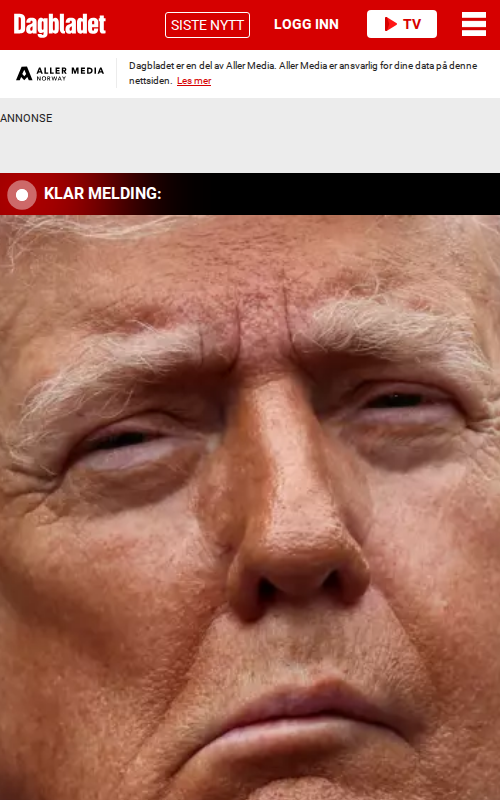 Dagbladet
SISTE NYTT
LOGG INN
TV
ALLER MEDIA
NORWAY
Dagbladet er en del av Aller Media. Aller Media er ansvarlig for dine data på denne
nettsiden. Les mer
ANNONSE
KLAR MELDING: